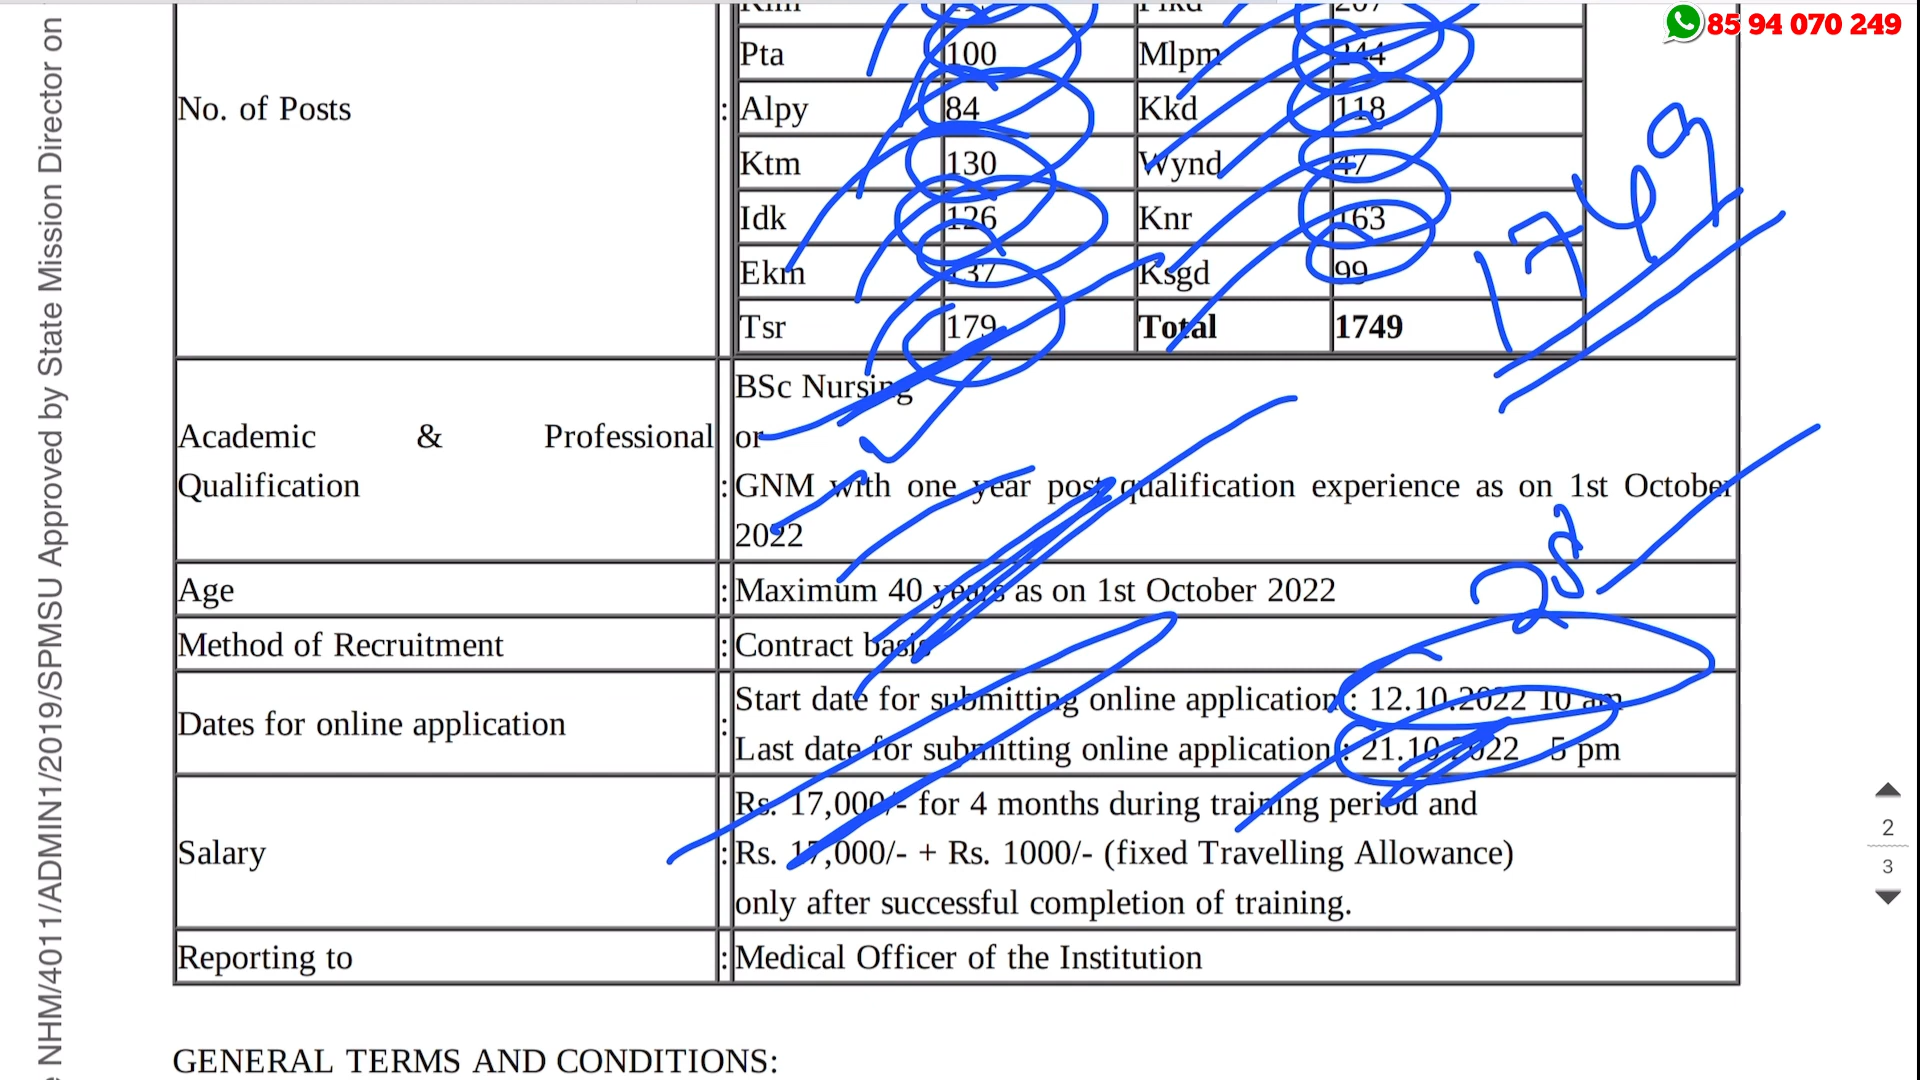 85 94 070 249
Pta 100 Mlpm 244
No. of Posts : Alpy 84 Kkd 118
Ktm 130 Wynd 47
Idk 126 Knr 163
Ekm 137 Ksgd 99
Tsr 179 Total 1749
1749
BSc Nursing
Academic & Professional or
Qualification : GNM with one year post qualification experience as on 1st October
2022
Age : Maximum 40 years as on 1st October 2022
Method of Recruitment : Contract basis
Start date for submitting online application : 12.10.2022 10 am
Dates for online application :
Last date for submitting online application : 21.10.2022 5 pm
Rs. 17,000/- for 4 months during training period and
Salary : Rs. 17,000/- + Rs. 1000/- (fixed Travelling Allowance)
only after successful completion of training.
Reporting to : Medical Officer of the Institution
GENERAL TERMS AND CONDITIONS:
NHM/4011/ADMIN1/2019/SPMSU Approved by State Mission Director on
2
3